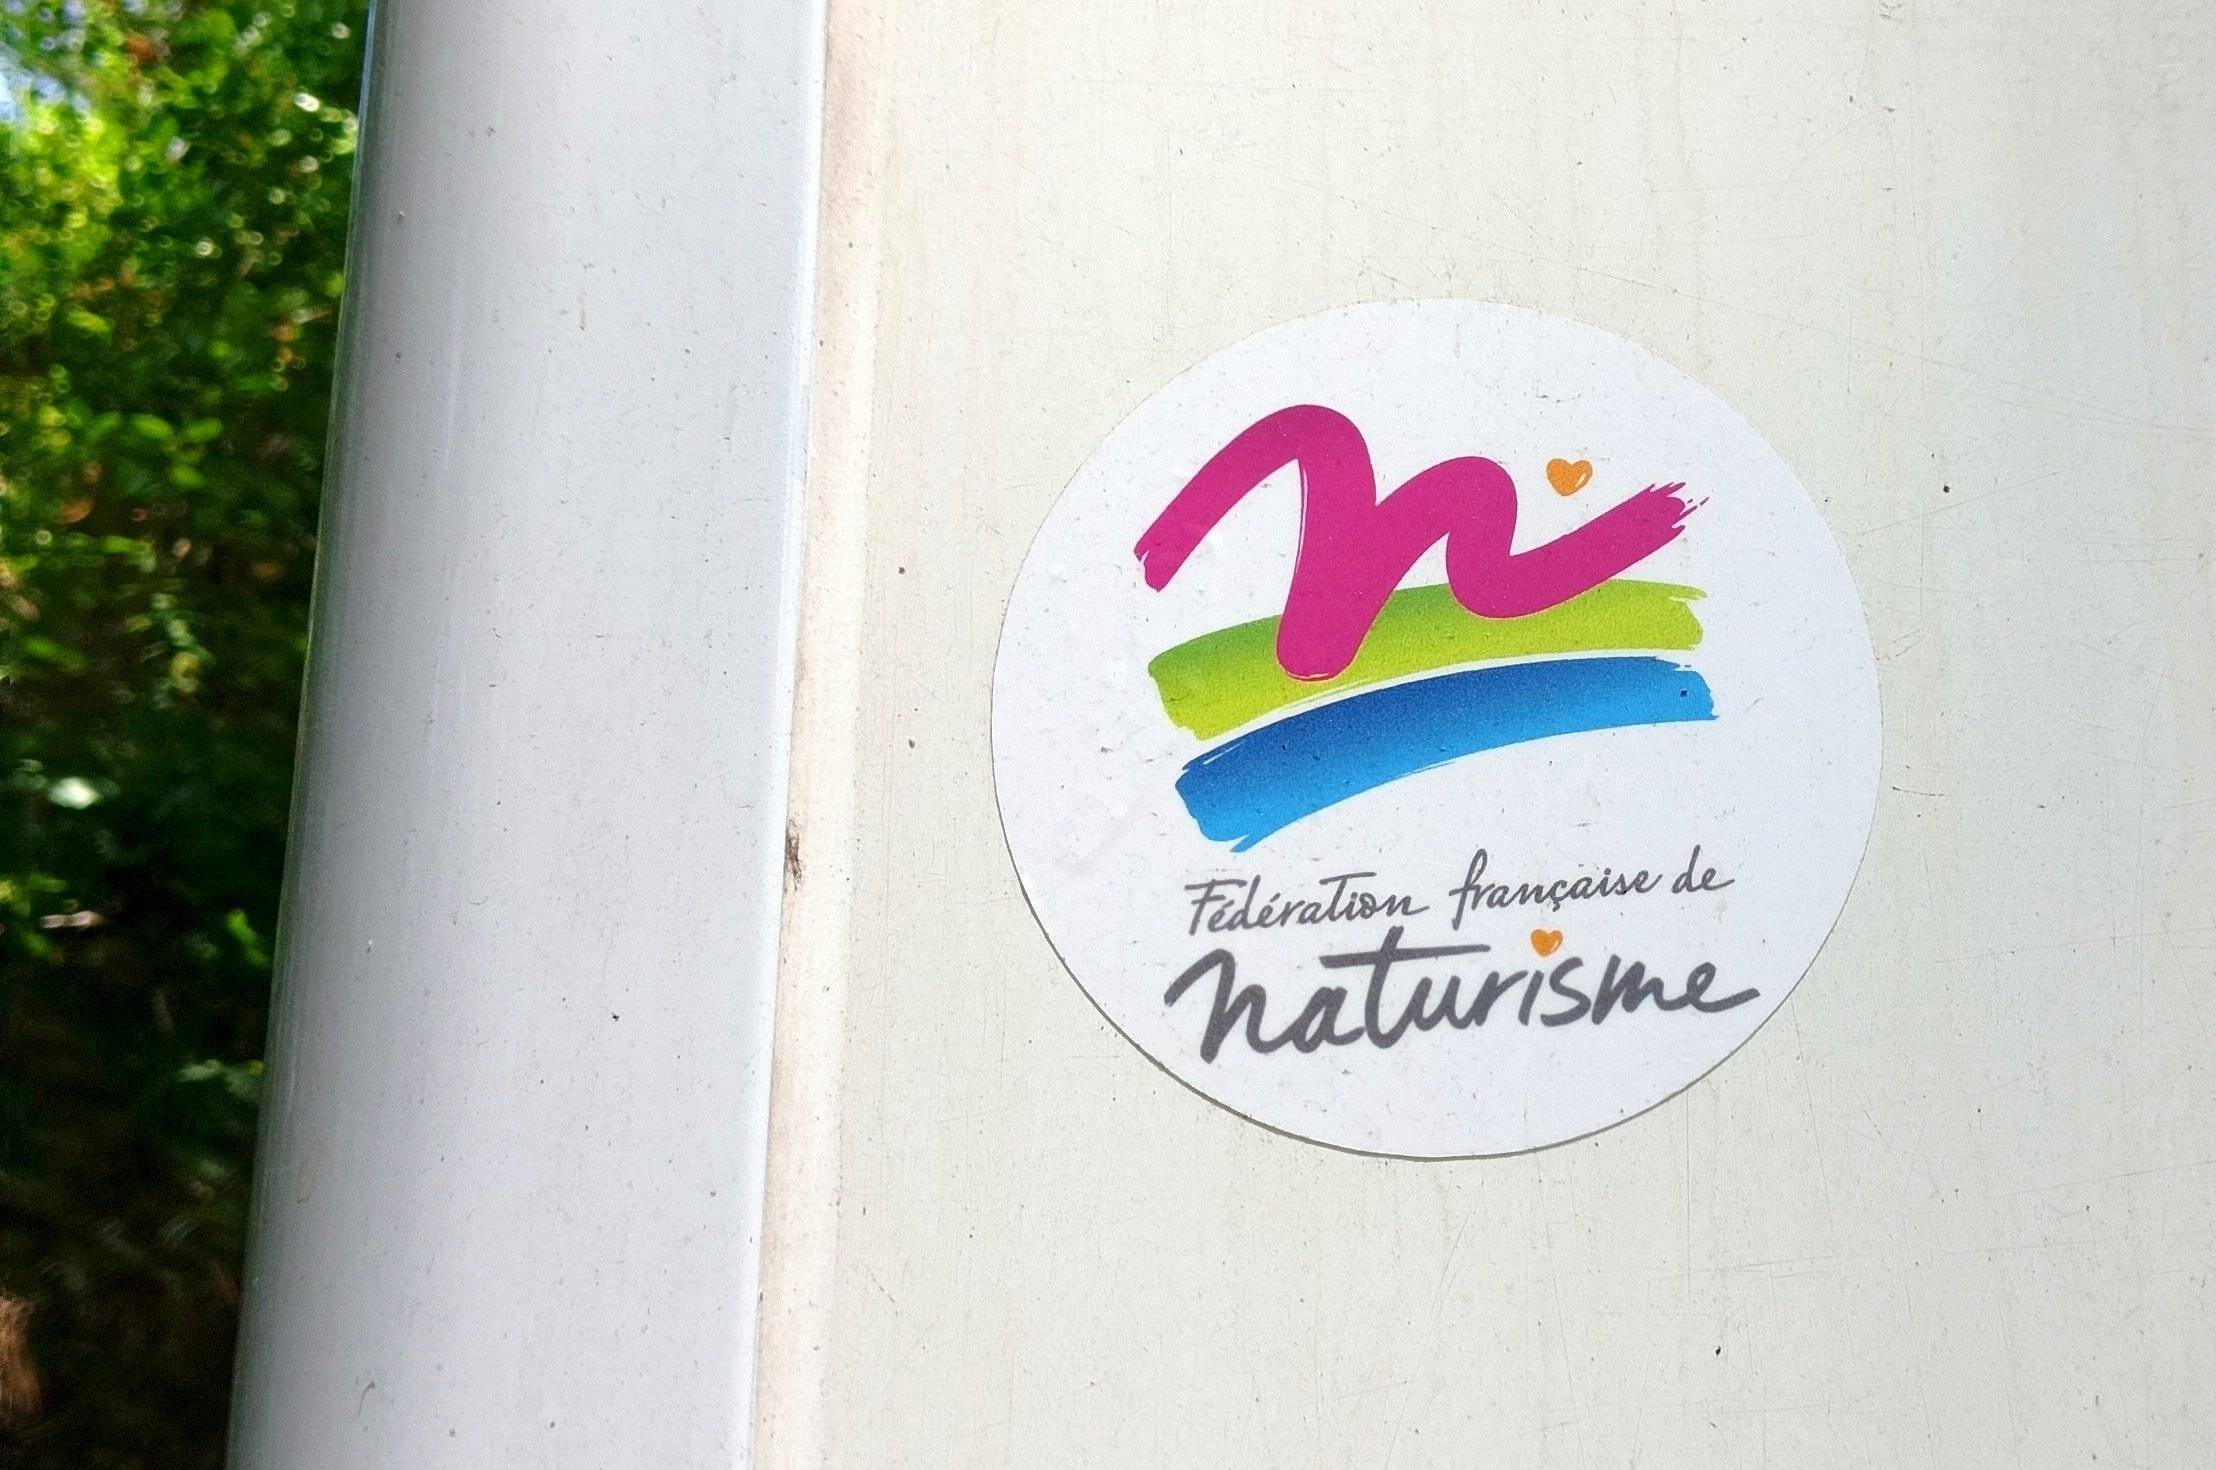 n
Fédération française de
naturisme